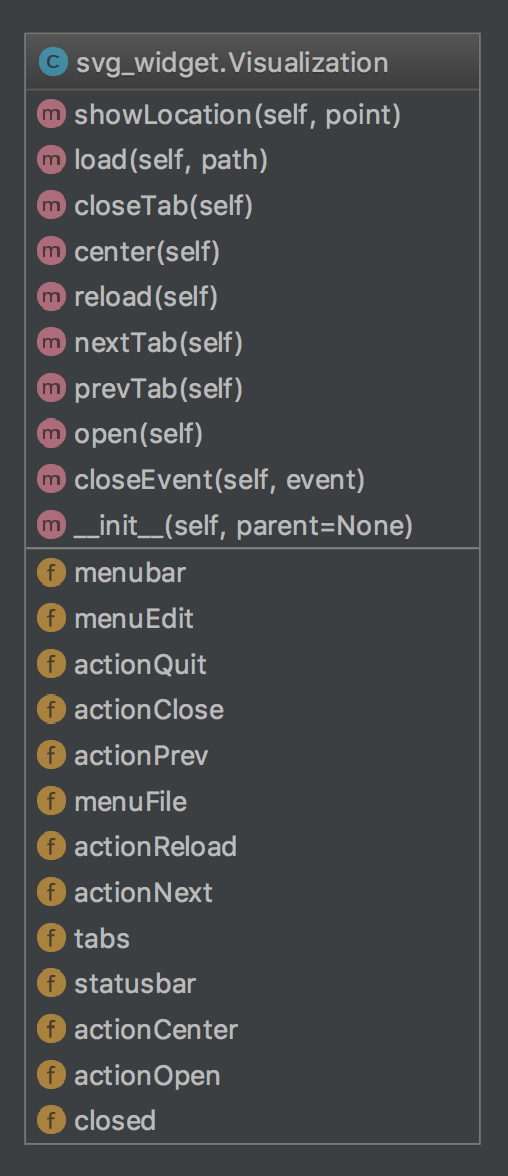 C svg_widget.Visualization
m showLocation(self, point)
m load(self, path)
m closeTab(self)
m center(self)
m reload(self)
m nextTab(self)
m prevTab(self)
m open(self)
m closeEvent(self, event)
m __init__(self, parent=None)
f menubar
f menuEdit
f actionQuit
f actionClose
f actionPrev
f menuFile
f actionReload
f actionNext
f tabs
f statusbar
f actionCenter
f actionOpen
f closed